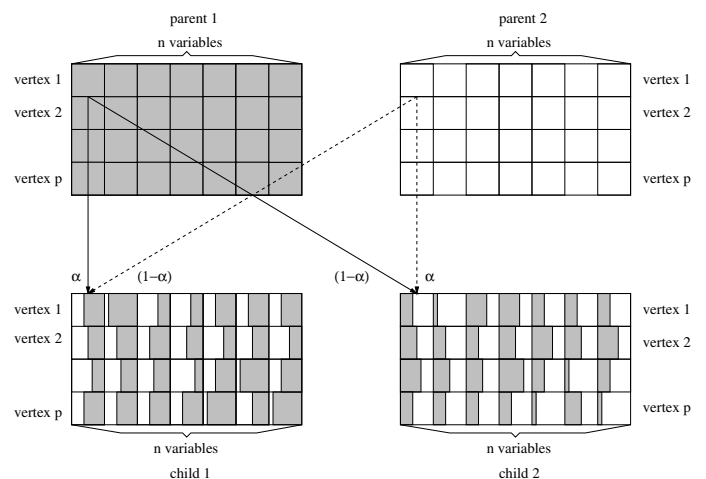 parent 1 parent 2
n variables n variables
vertex 1 vertex 1
vertex 2 vertex 2
vertex p vertex p
α (1−α) (1−α) α
vertex 1 vertex 1
vertex 2 vertex 2
vertex p vertex p
n variables n variables
child 1 child 2